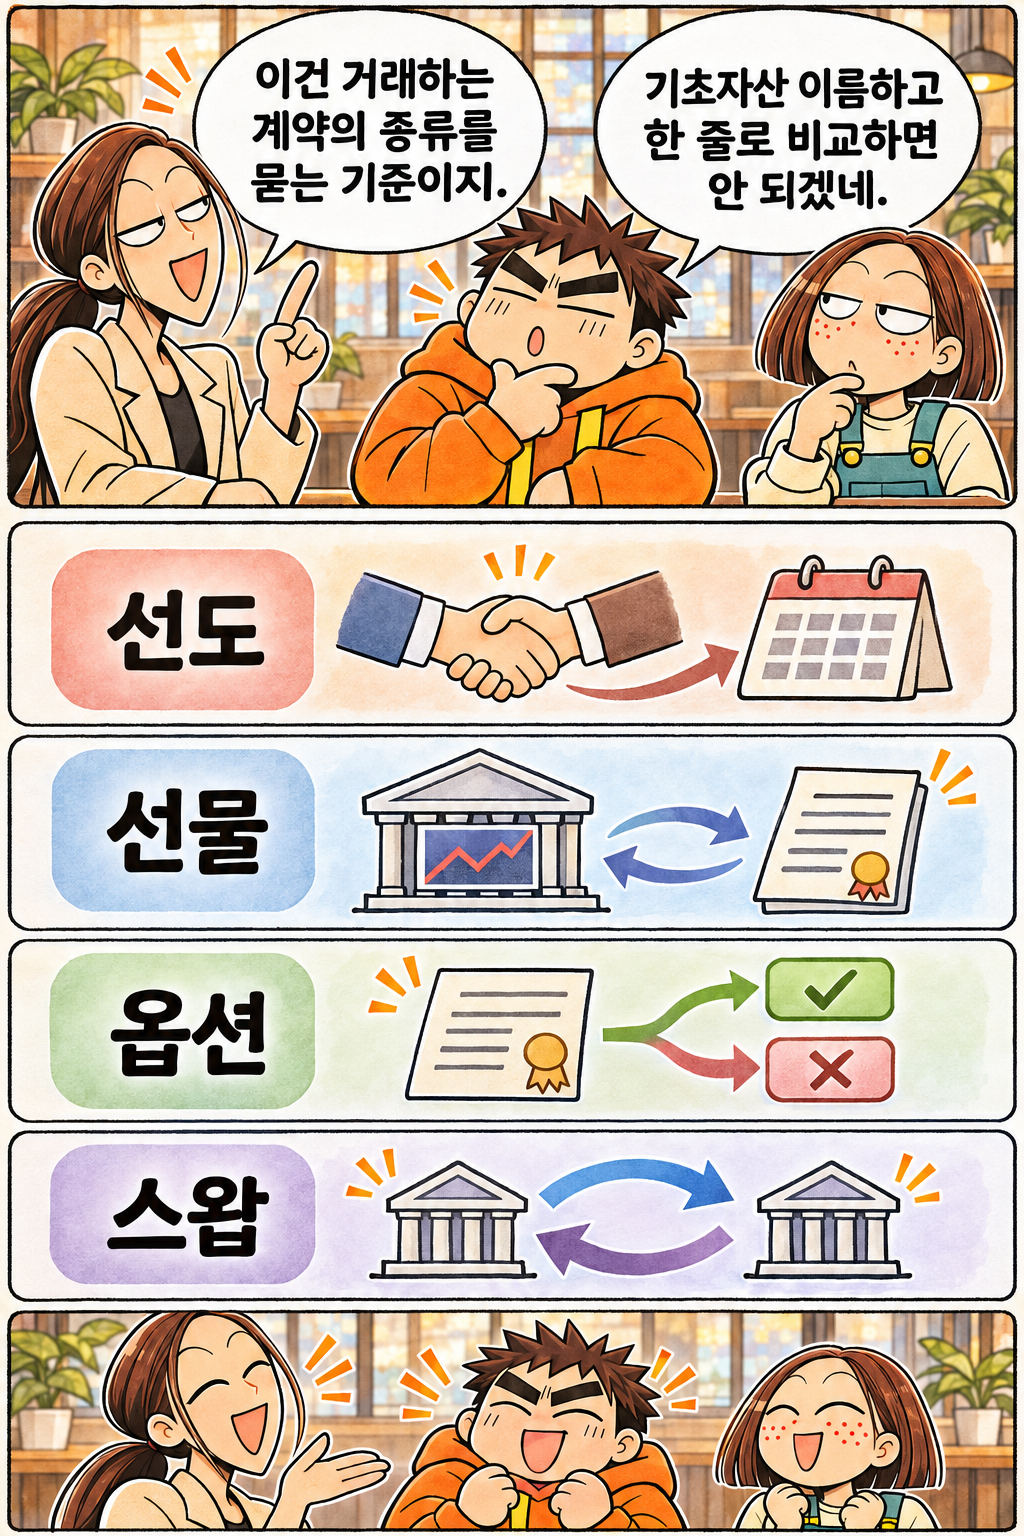 이건 거래하는
계약의 종류를
묻는 기준이지.
기초자산 이름하고
한 줄로 비교하면
안 되겠네.
선도
선물
옵션
스왑